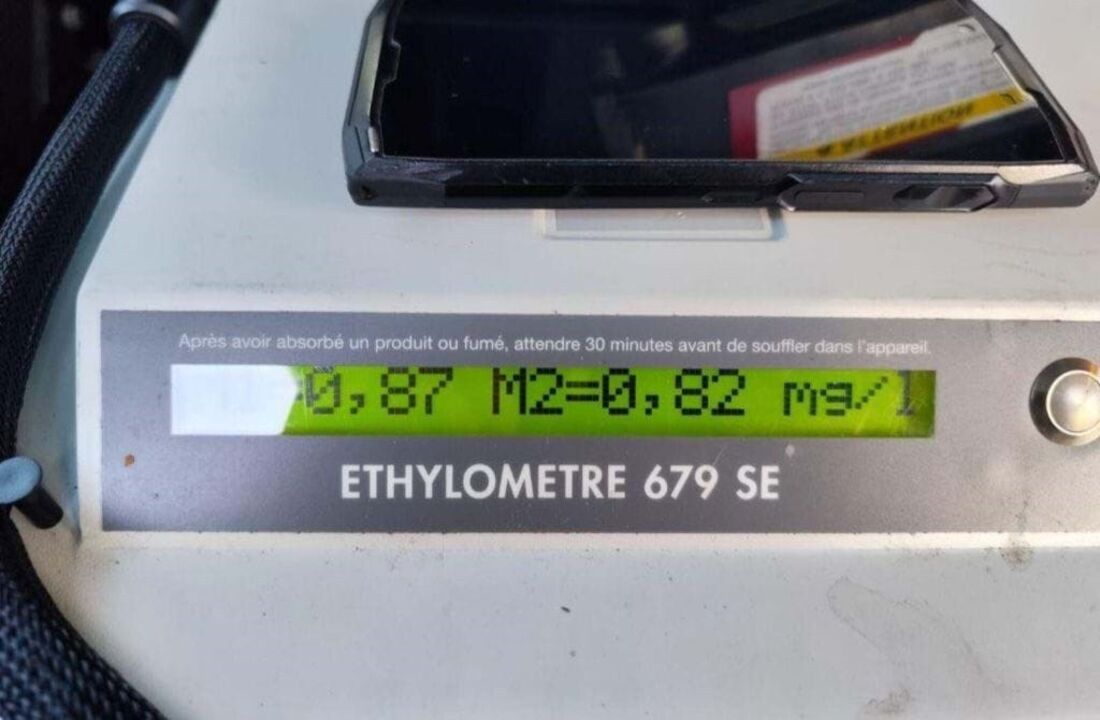 Après avoir absorbé un produit ou fumé, attendre 30 minutes avant de souffler dans l'appareil.
=0,87 M2=0,82 mg/l
ETHYLOMETRE 679 SE